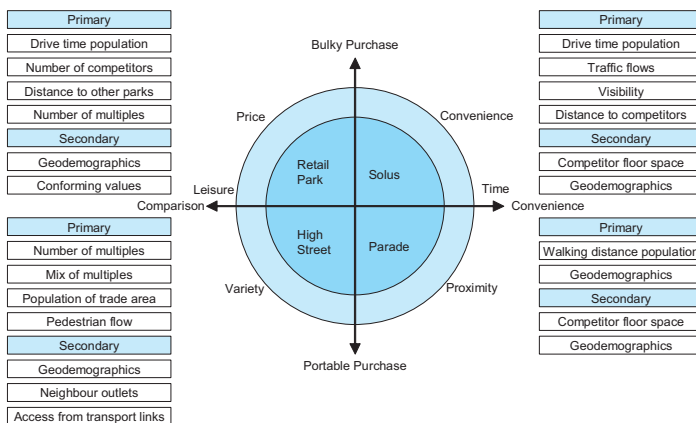 Primary
Drive time population
Number of competitors
Distance to other parks
Number of multiples
Secondary
Geodemographics
Conforming values
Primary
Number of multiples
Mix of multiples
Population of trade area
Pedestrian flow
Secondary
Geodemographics
Neighbour outlets
Access from transport links
Bulky Purchase
Price
Convenience
Retail
Park
Solus
Leisure
Time
Comparison
Convenience
High
Street
Parade
Variety
Proximity
Portable Purchase
Primary
Drive time population
Traffic flows
Visibility
Distance to competitors
Secondary
Competitor floor space
Geodemographics
Primary
Walking distance population
Geodemographics
Secondary
Competitor floor space
Geodemographics